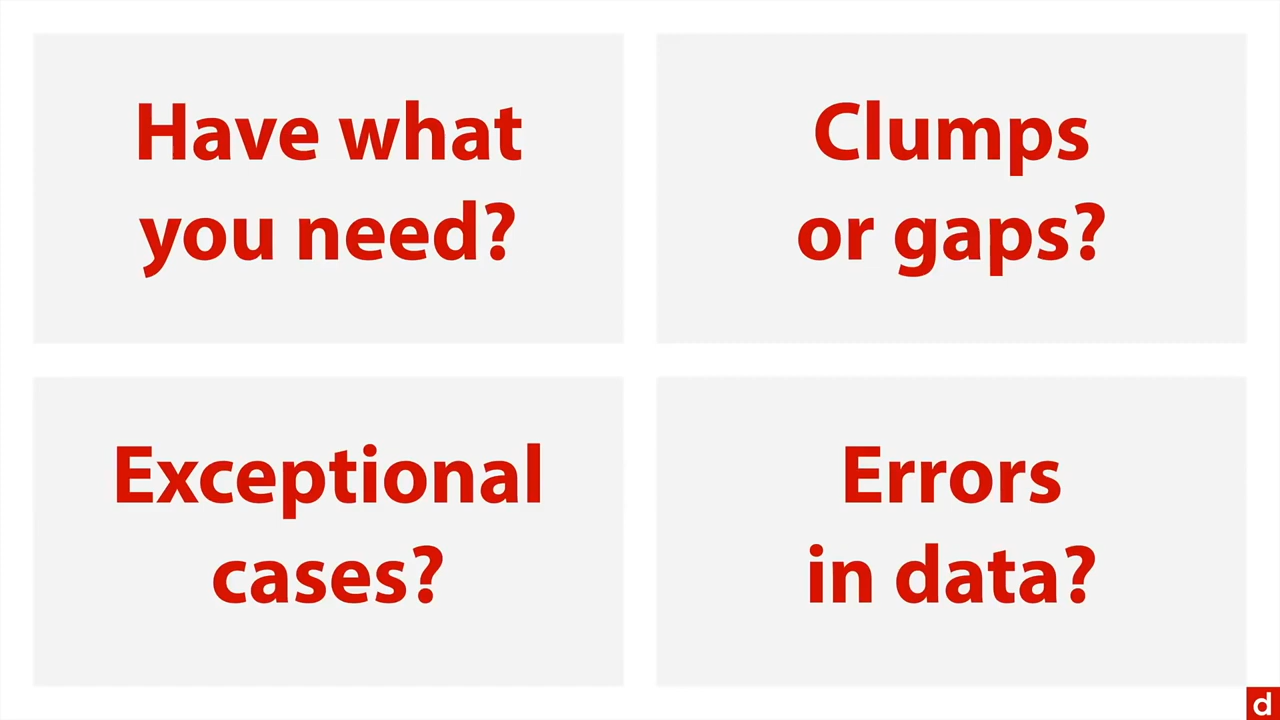 Have what
you need?
Clumps
or gaps?
Exceptional
cases?
Errors
in data?
d